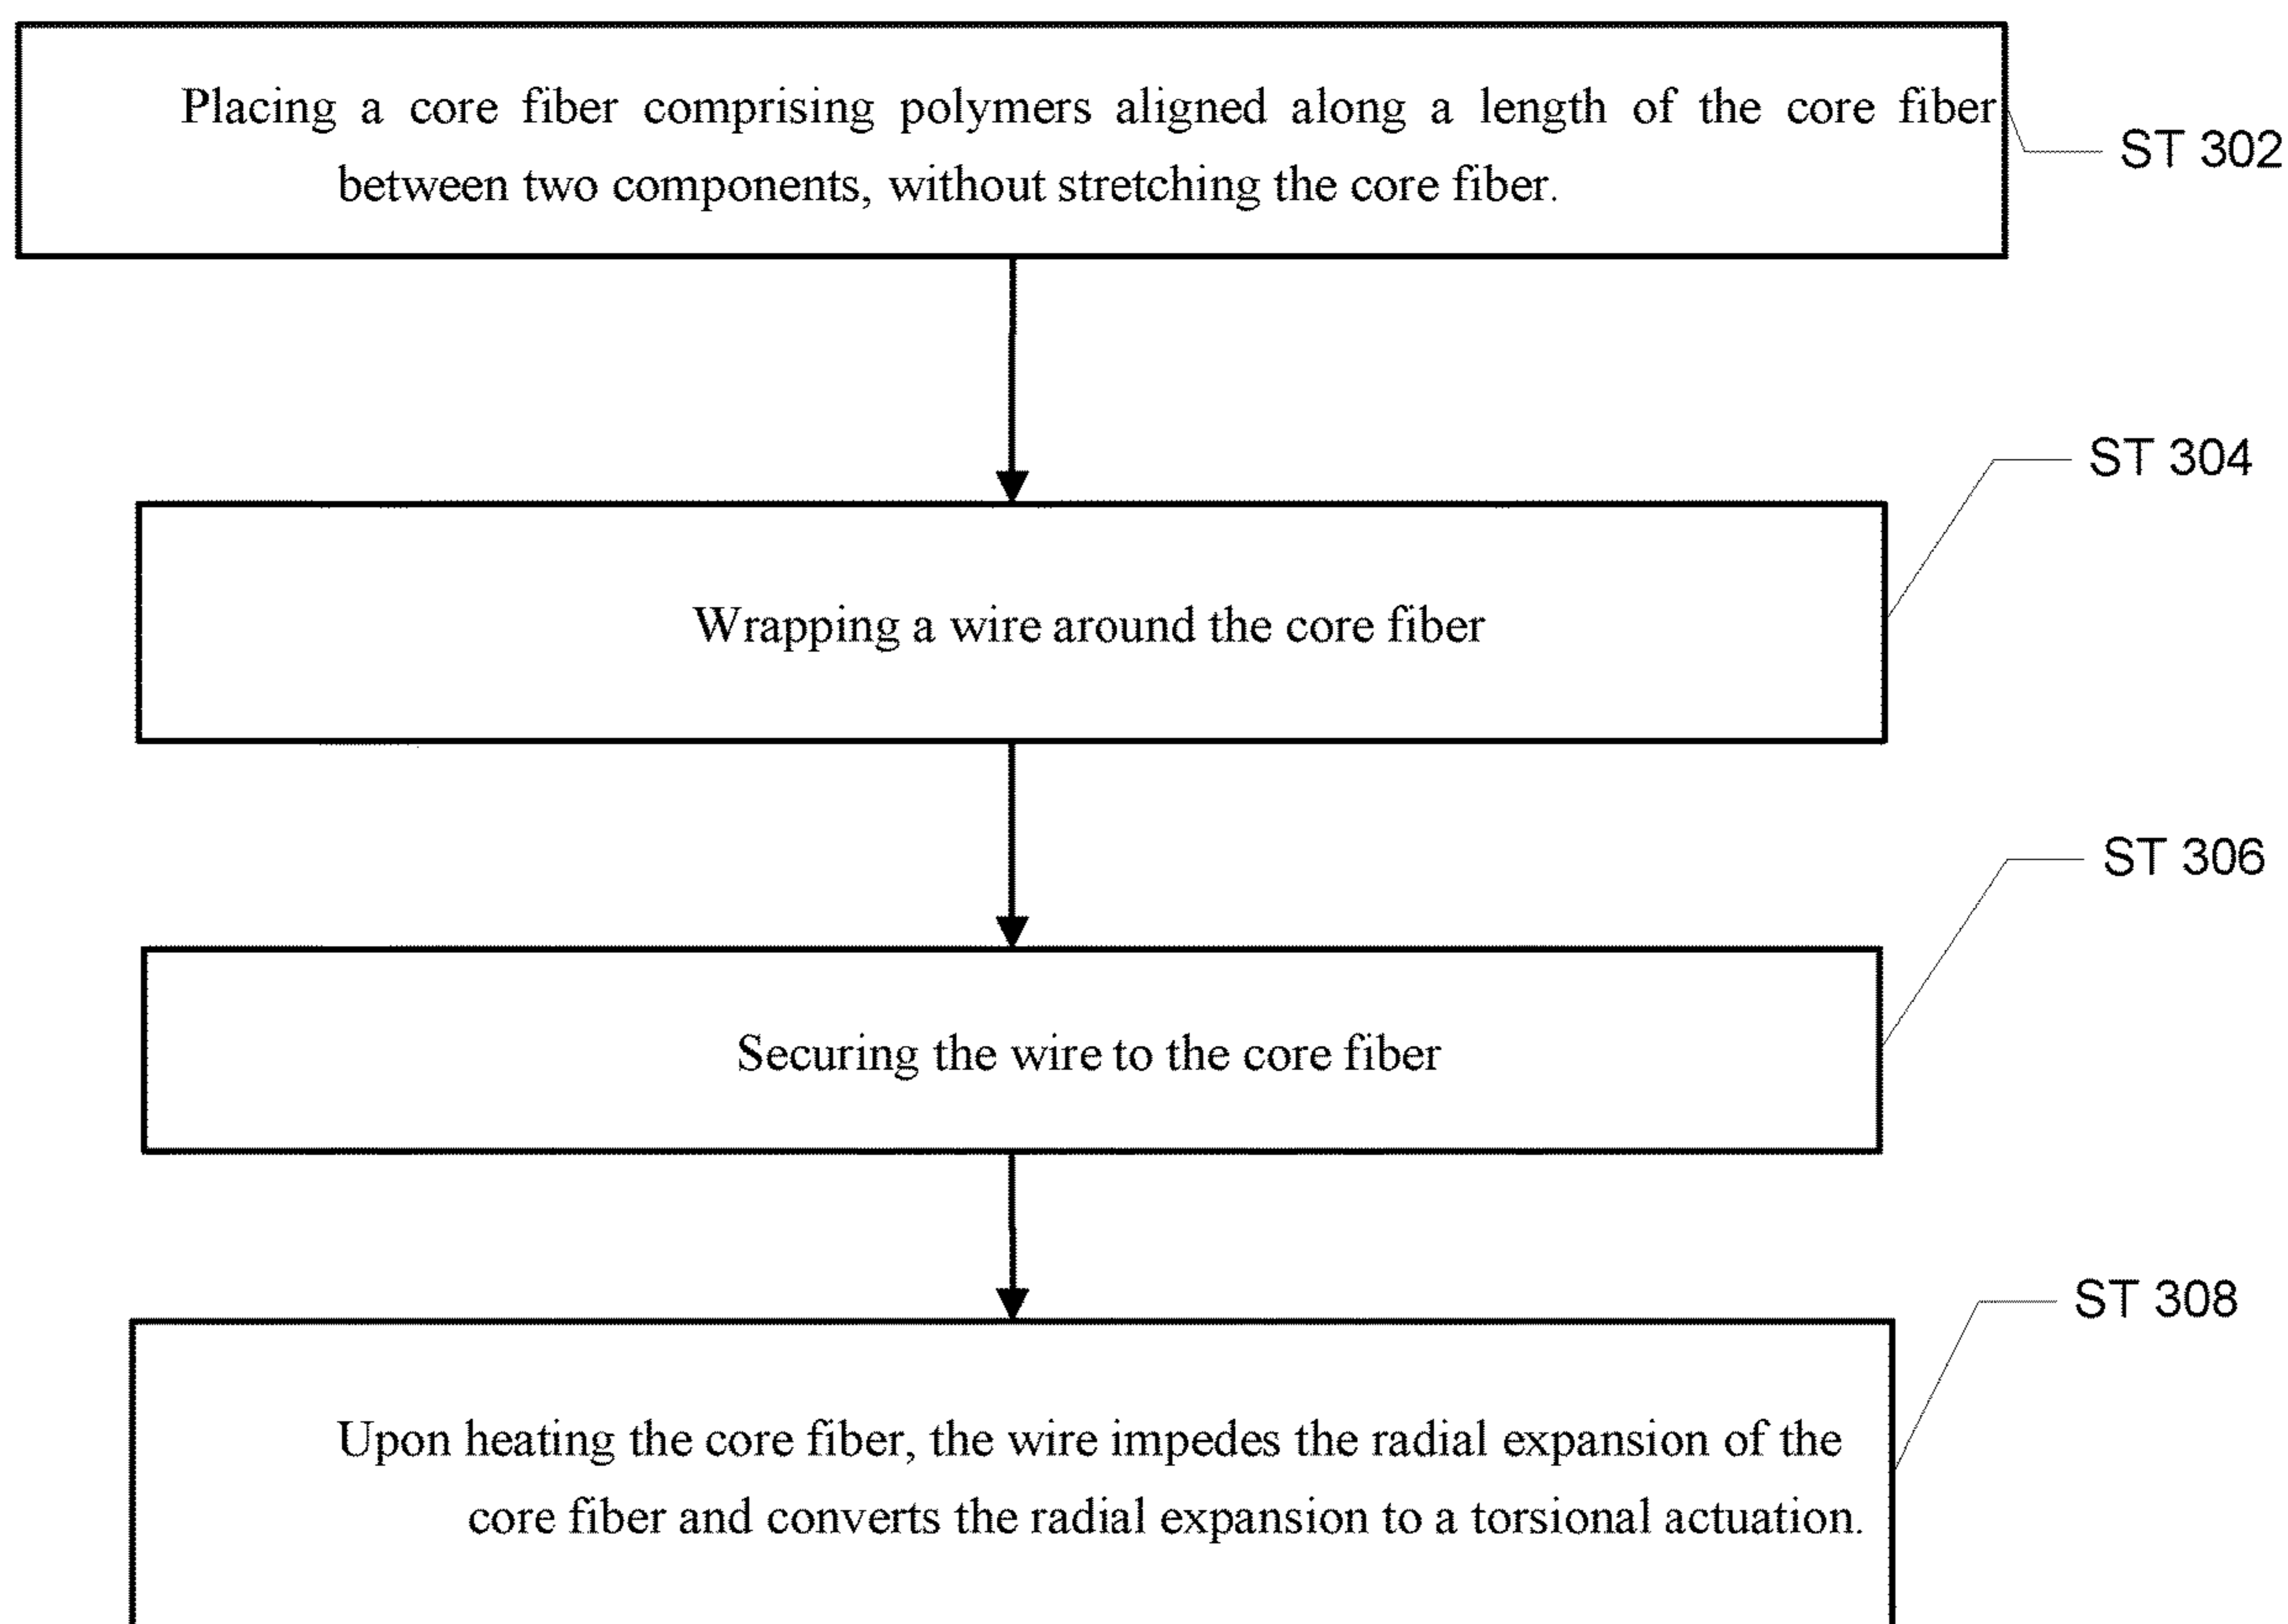 Placing a core fiber comprising polymers aligned along a length of the core fiber
between two components, without stretching the core fiber.
ST 302
ST 304
Wrapping a wire around the core fiber
ST 306
Securing the wire to the core fiber
ST 308
Upon heating the core fiber, the wire impedes the radial expansion of the
core fiber and converts the radial expansion to a torsional actuation.